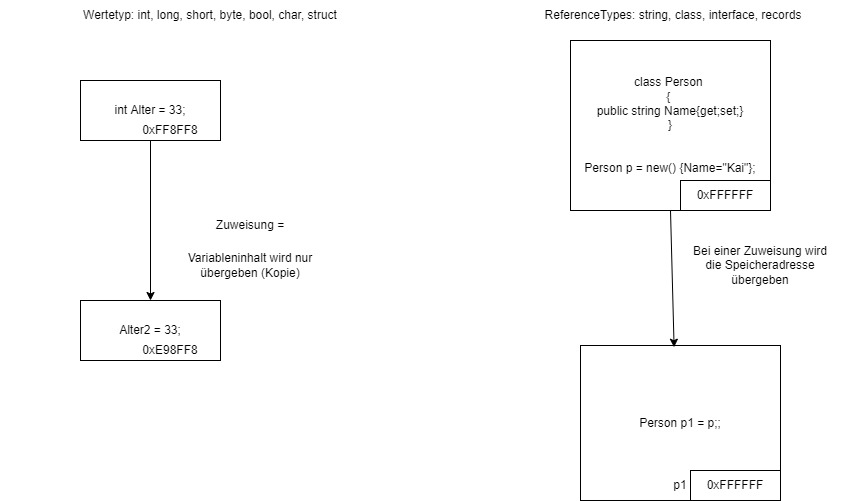 Wertetyp: int, long, short, byte, bool, char, struct
int Alter = 33;
0xFF8FF8
Zuweisung =
Variableninhalt wird nur
übergeben (Kopie)
Alter2 = 33;
0xE98FF8
ReferenceTypes: string, class, interface, records
class Person
{
public string Name{get;set;}
}
Person p = new() {Name="Kai"};
0xFFFFFF
Bei einer Zuweisung wird
die Speicheradresse
übergeben
Person p1 = p;;
p1
0xFFFFFF